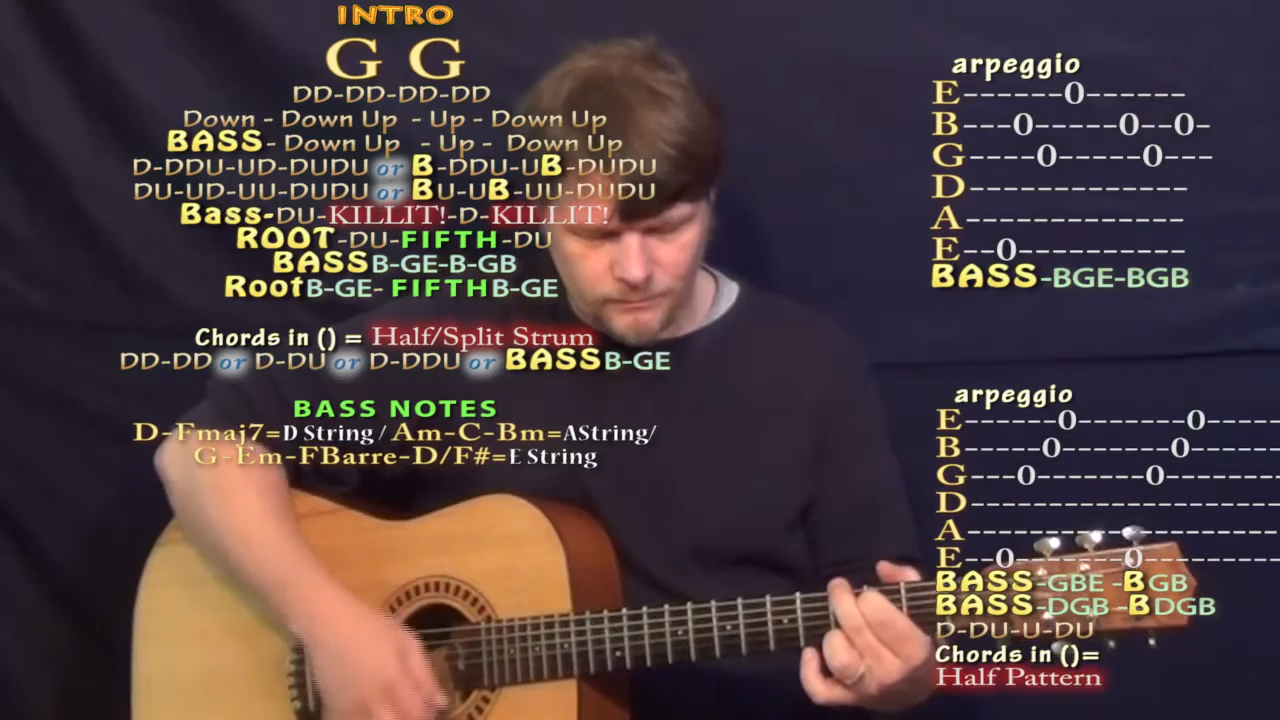 INTRO
G G
DD-DD-DD-DD
Down - Down Up - Up - Down Up
BASS - Down Up - Up - Down Up
D-DDU-UD-DUDU or B-DDU-UB-DUDU
DU-UD-UU-DUDU or BU-UB-UU-DUDU
Bass-DU-KILLIT!-D-KILLIT!
ROOT-DU-FIFTH-DU
BASSB-GE-B-GB
RootB-GE- FIFTHB-GE
Chords in () = Half/Split Strum
DD-DD or D-DU or D-DDU or BASSB-GE
BASS NOTES
D-Fmaj7=D String / Am-C-Bm=AString/
G-Em-FBarre-D/F#=E String
arpeggio
E------0------
B---0-----0--0-
G----0-----0---
D-------------
A-------------
E--0----------
BASS-BGE-BGB
arpeggio
E-------0--------0------
B------0--------0-------
G---0--------0---------
D---------------------
A---------------------
E--0---------0---------
BASS-GBE -BGB
BASS-DGB -BDGB
D-DU-U-DU
Chords in ()=
Half Pattern